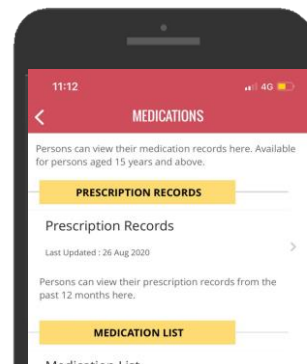 11:12
4G
MEDICATIONS
Persons can view their medication records here. Available
for persons aged 15 years and above.
PRESCRIPTION RECORDS
Prescription Records
Last Updated : 26 Aug 2020
Persons can view their prescription records from the
past 12 months here.
MEDICATION LIST
Medication List